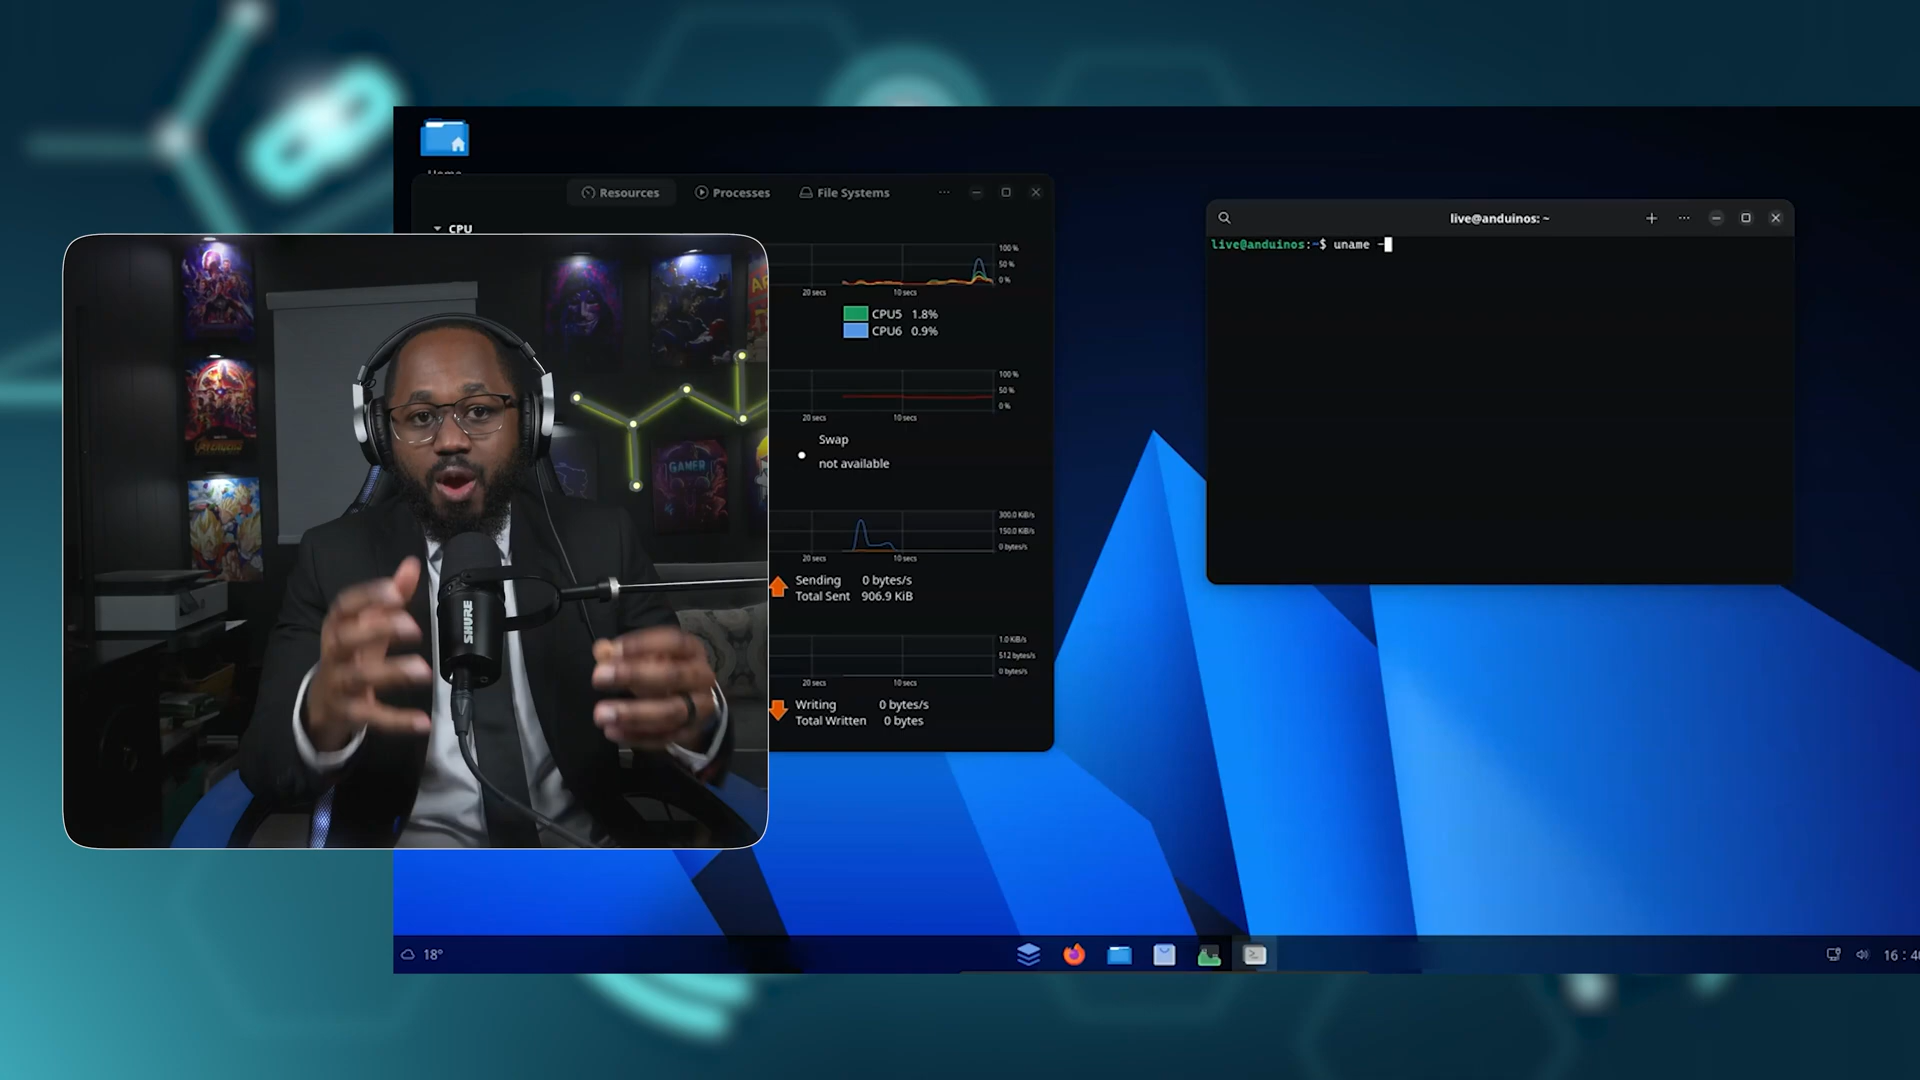 Resources
Processes
File Systems
CPU
100 %
50 %
0 %
20 secs
10 secs
CPU5 1.8%
CPU6 0.9%
100 %
50 %
0 %
20 secs
10 secs
Swap
not available
300.0 KiB/s
150.0 KiB/s
0 bytes/s
20 secs
10 secs
Sending 0 bytes/s
Total Sent 906.9 KiB
1.0 KiB/s
512 bytes/s
0 bytes/s
20 secs
10 secs
Writing 0 bytes/s
Total Written 0 bytes
live@anduinos: ~
live@anduinos:~$ uname -
GAMER
AVENGERS
SHURE
18°